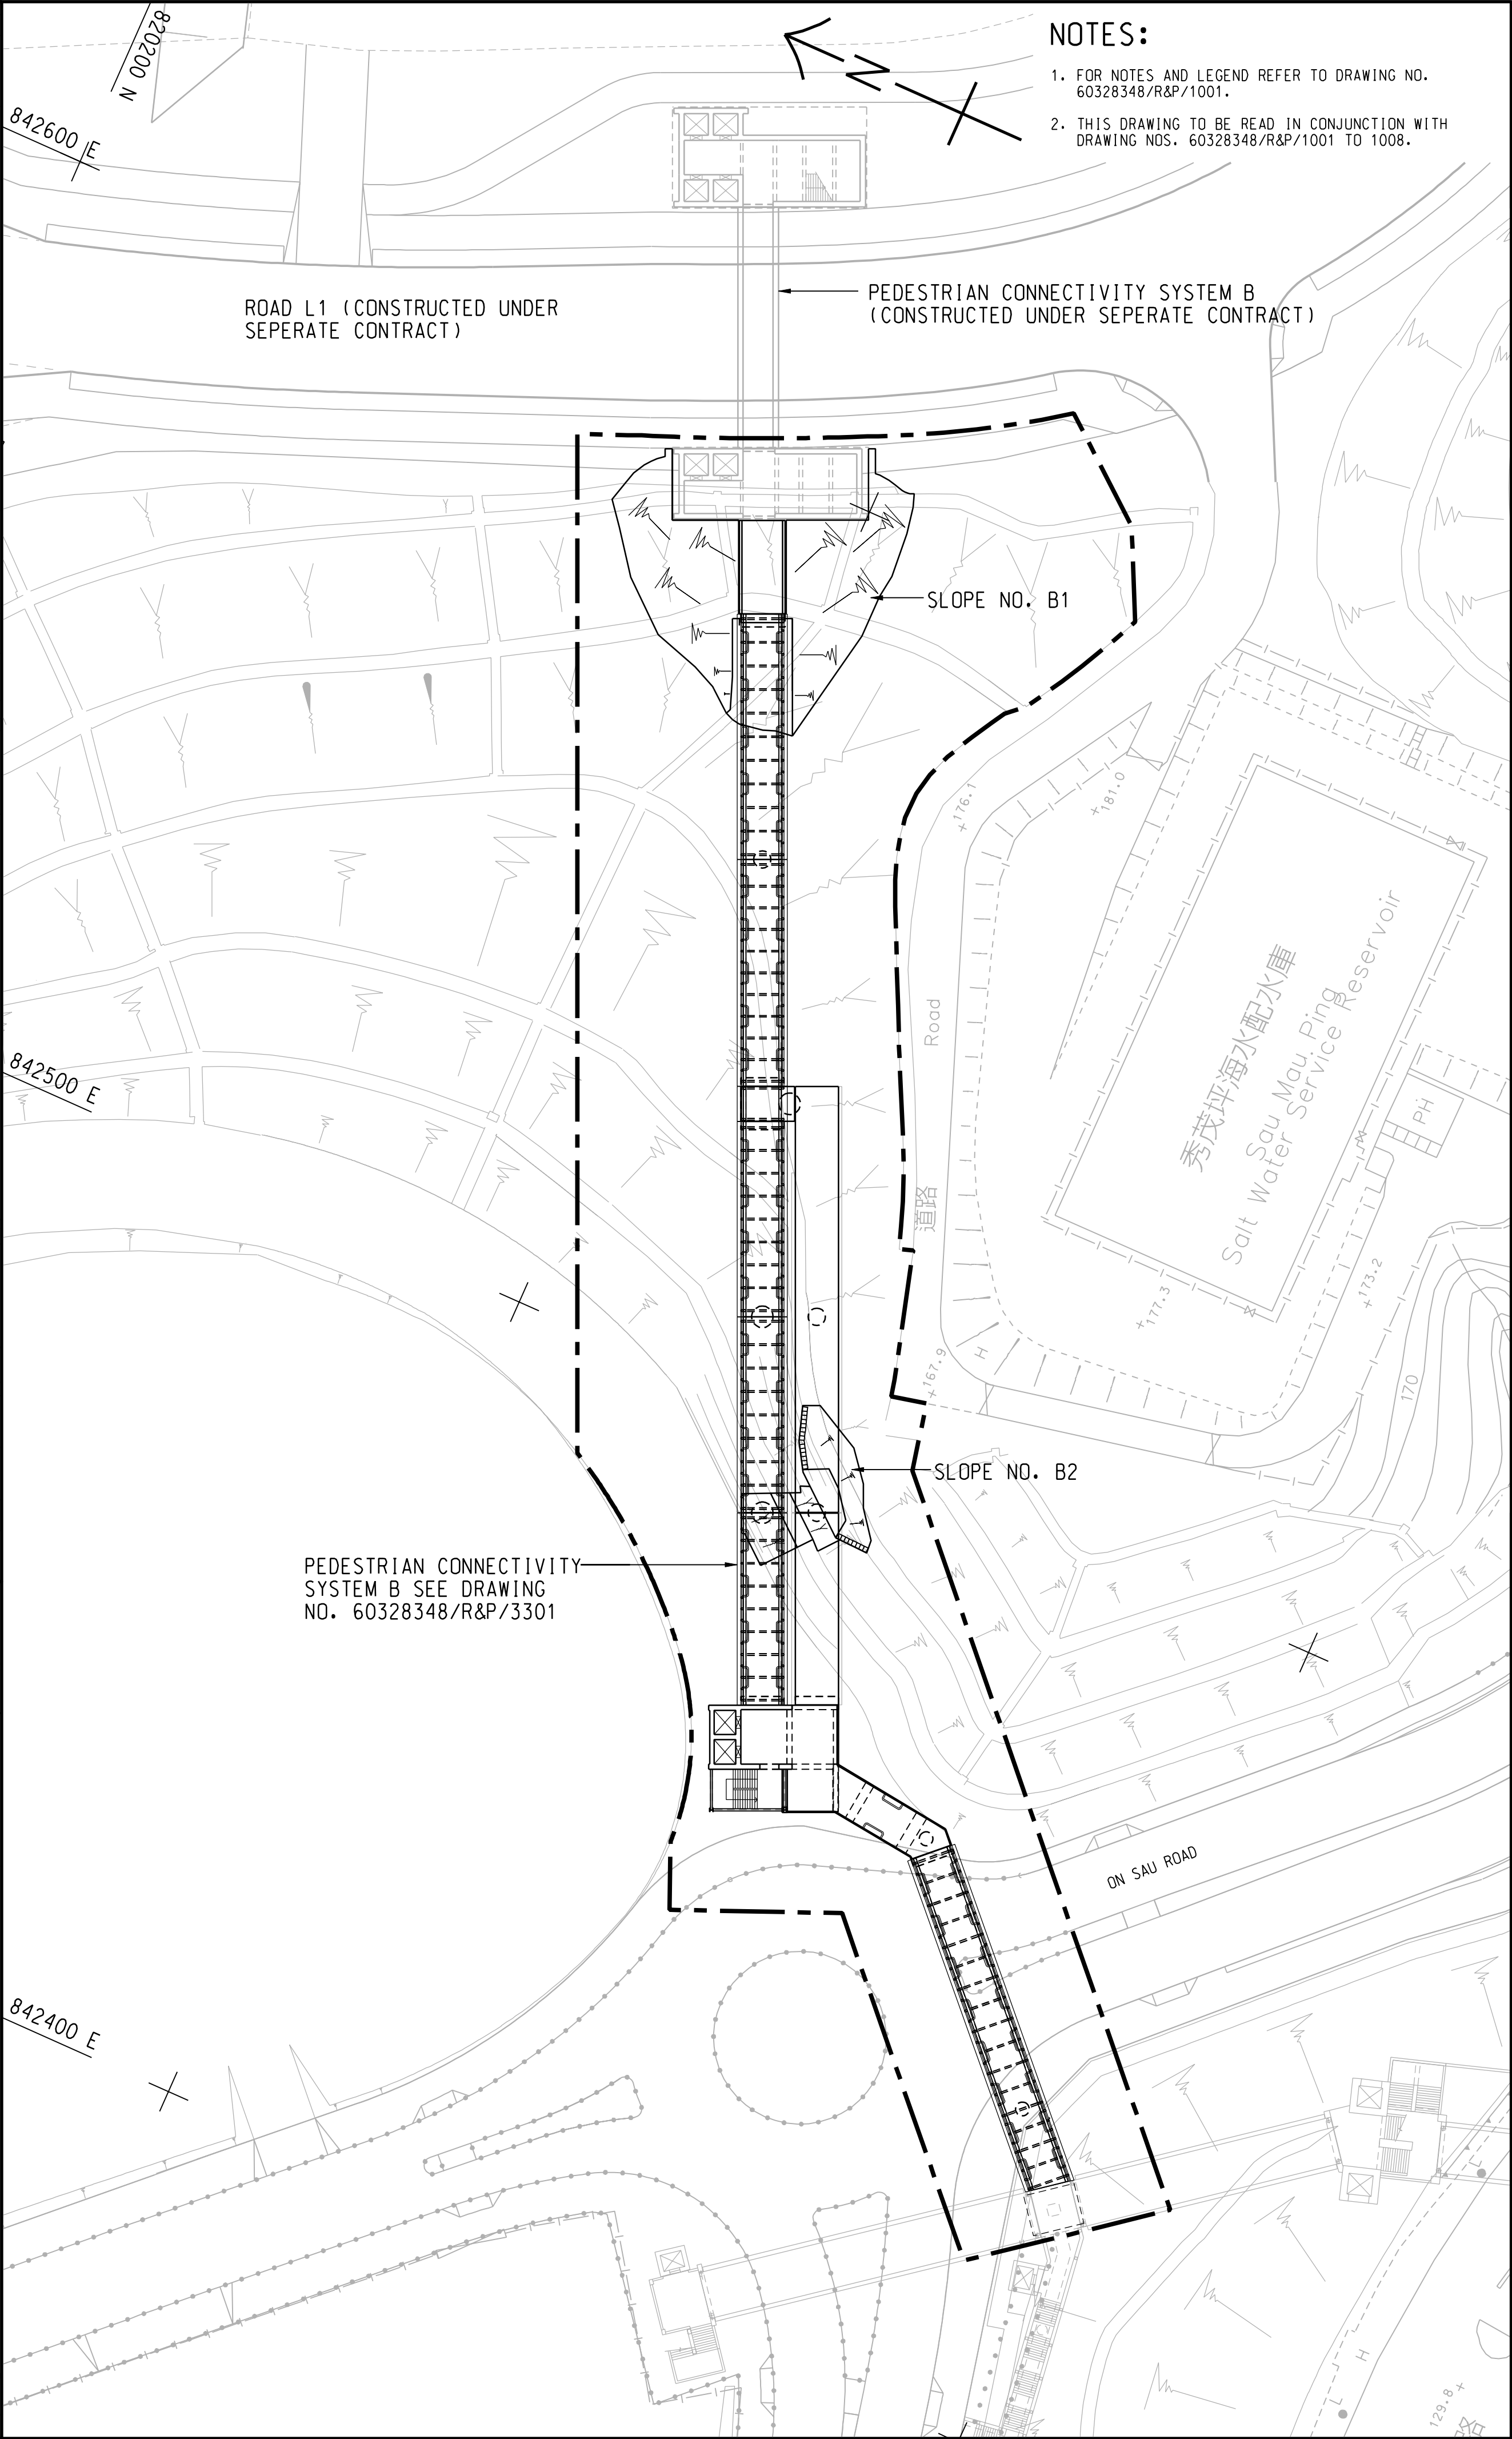 820200 N
842600 E
NOTES:
1. FOR NOTES AND LEGEND REFER TO DRAWING NO.
60328348/R&P/1001.
2. THIS DRAWING TO BE READ IN CONJUNCTION WITH
DRAWING NOS. 60328348/R&P/1001 TO 1008.
ROAD L1 (CONSTRUCTED UNDER
SEPERATE CONTRACT)
PEDESTRIAN CONNECTIVITY SYSTEM B
(CONSTRUCTED UNDER SEPERATE CONTRACT)
SLOPE NO. B1
+176.1
+181.0
Road
道路
秀茂坪海水配水庫
Sau Mau Ping
Salt Water Service Reservoir
PH
842500 E
+177.3
+173.2
+167.9
H
170
SLOPE NO. B2
PEDESTRIAN CONNECTIVITY
SYSTEM B SEE DRAWING
NO. 60328348/R&P/3301
ON SAU ROAD
842400 E
L
H
L
129.8+
路